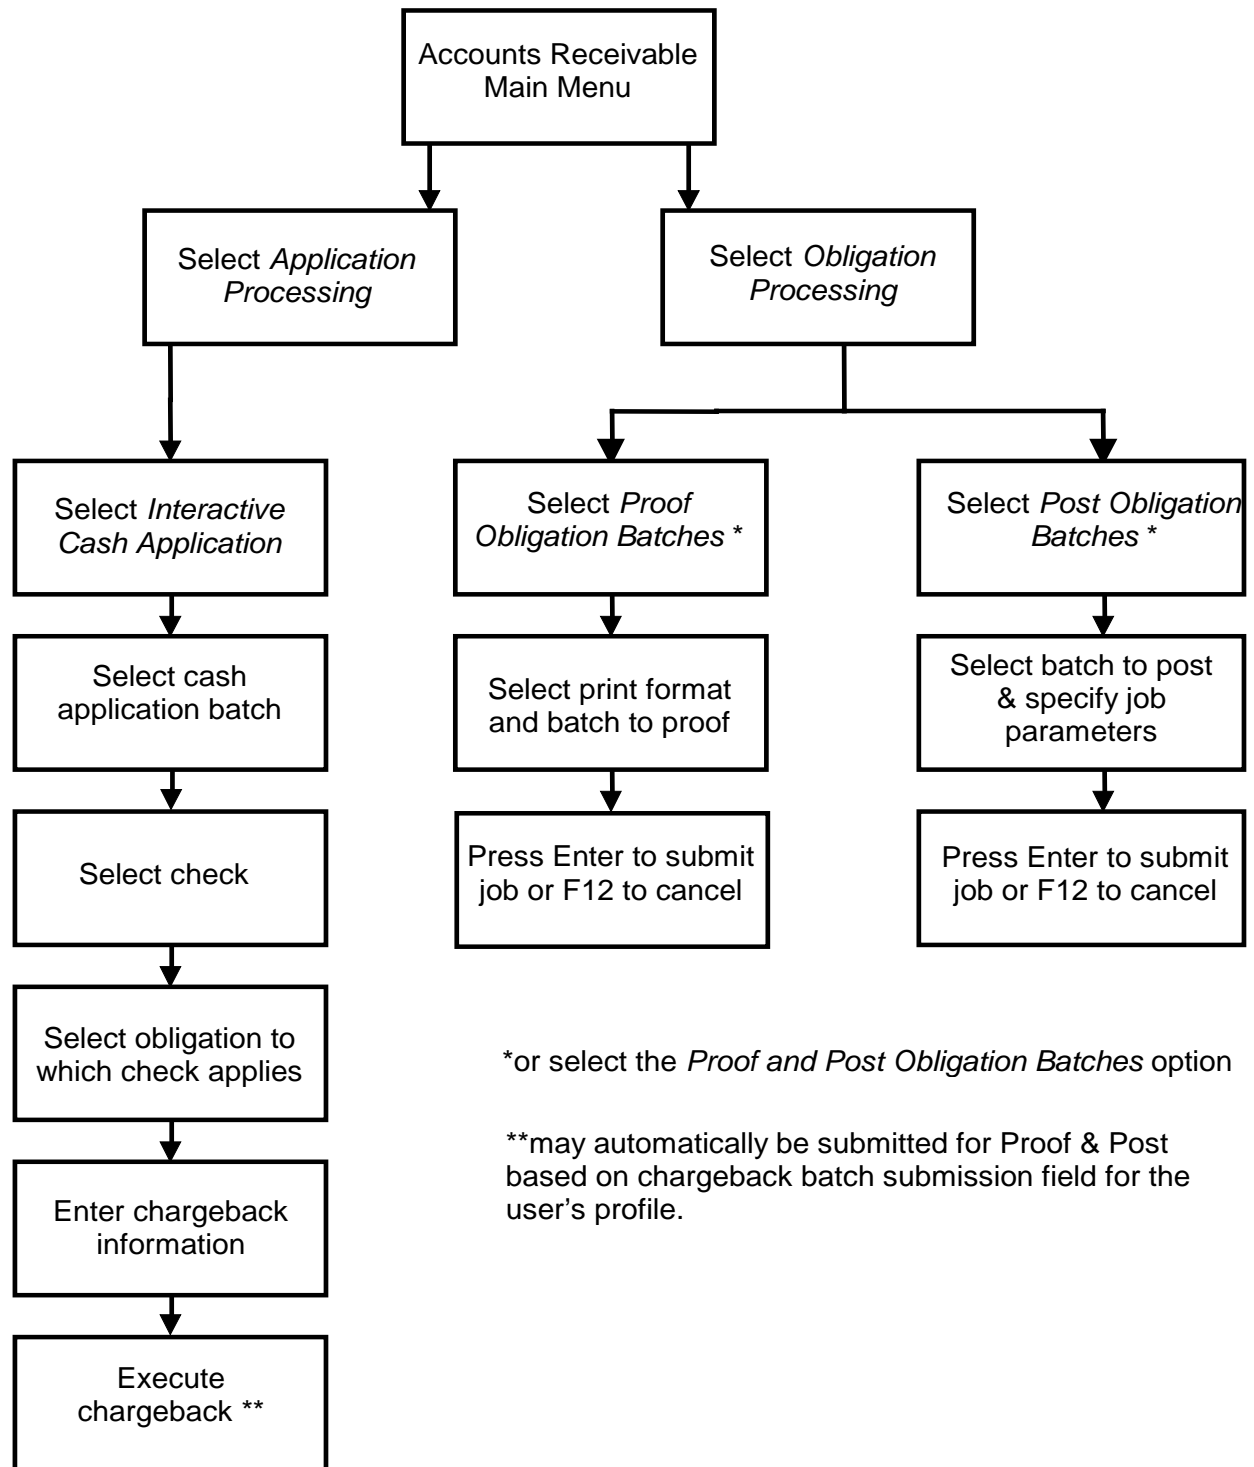 Accounts Receivable
Main Menu
Select Application
Processing
Select Obligation
Processing
Select Interactive
Cash Application
Select Proof
Obligation Batches *
Select Post Obligation
Batches *
Select cash
application batch
Select print format
and batch to proof
Select batch to post
& specify job
parameters
Select check
Press Enter to submit
job or F12 to cancel
Press Enter to submit
job or F12 to cancel
Select obligation to
which check applies
*or select the Proof and Post Obligation Batches option
**may automatically be submitted for Proof & Post
based on chargeback batch submission field for the
user’s profile.
Enter chargeback
information
Execute
chargeback **